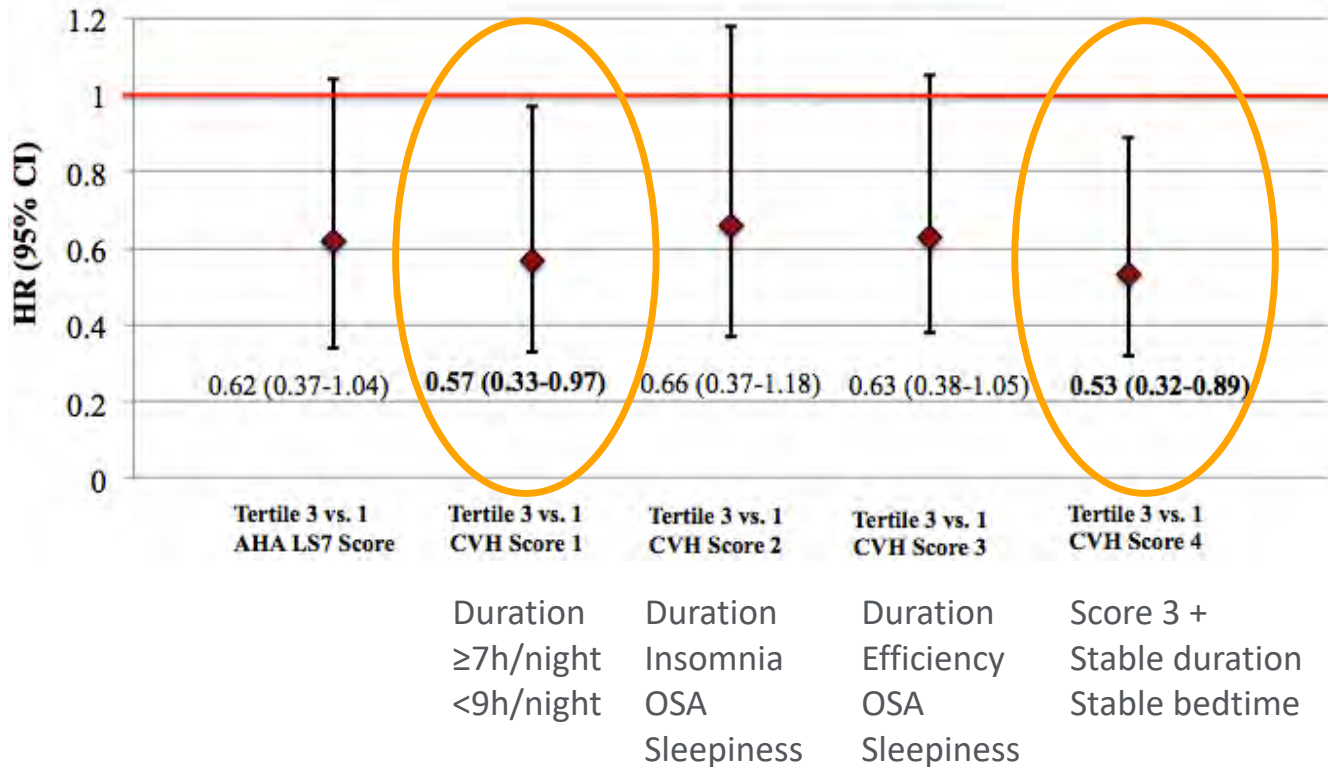 1.2
1
0.8
0.6
0.4
0.2
0
HR (95% CI)
0.62 (0.37-1.04)
0.57 (0.33-0.97)
0.66 (0.37-1.18)
0.63 (0.38-1.05)
0.53 (0.32-0.89)
Tertile 3 vs. 1
AHA LS7 Score
Tertile 3 vs. 1
CVH Score 1
Tertile 3 vs. 1
CVH Score 2
Tertile 3 vs. 1
CVH Score 3
Tertile 3 vs. 1
CVH Score 4
Duration
≥7h/night
<9h/night
Duration
Insomnia
OSA
Sleepiness
Duration
Efficiency
OSA
Sleepiness
Score 3 +
Stable duration
Stable bedtime